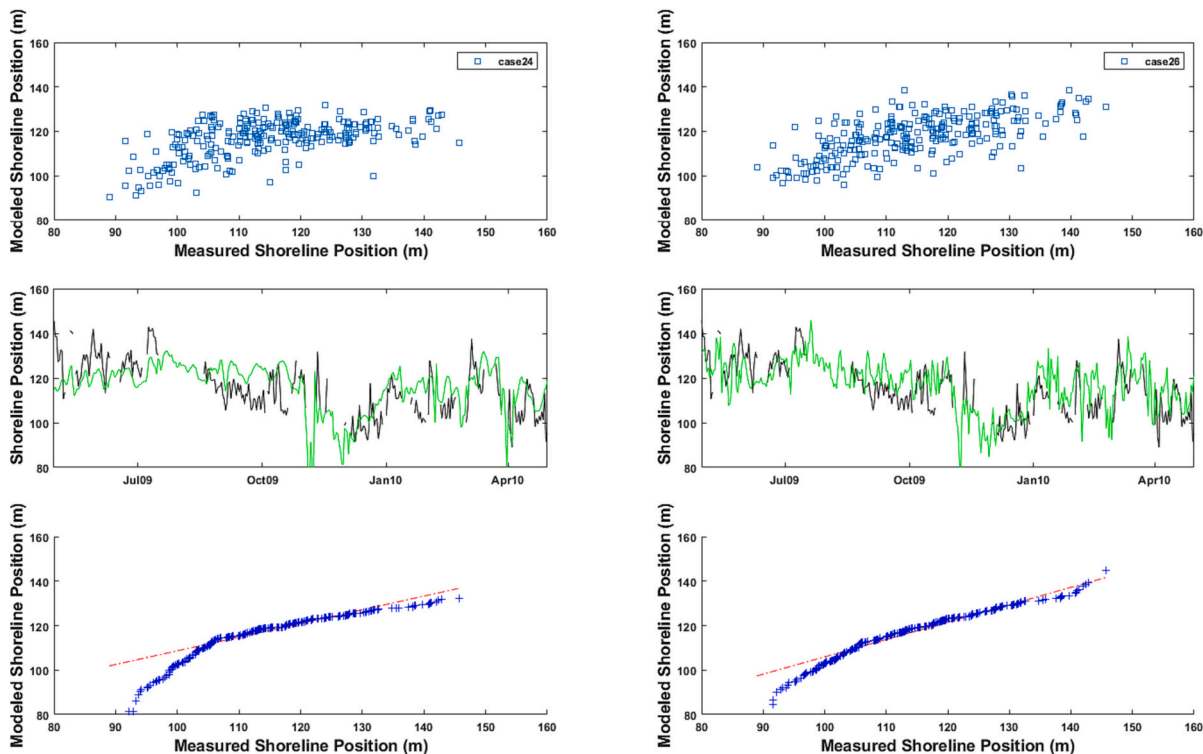 Modeled Shoreline Position (m)
160
140
120
100
80
80 90 100 110 120 130 140 150 160
Measured Shoreline Position (m)
case24
Modeled Shoreline Position (m)
160
140
120
100
80
80 90 100 110 120 130 140 150 160
Measured Shoreline Position (m)
case26
Shoreline Position (m)
160
140
120
100
80
Jul09 Oct09 Jan10 Apr10
Shoreline Position (m)
160
140
120
100
80
Jul09 Oct09 Jan10 Apr10
Modeled Shoreline Position (m)
160
140
120
100
80
80 90 100 110 120 130 140 150 160
Measured Shoreline Position (m)
Modeled Shoreline Position (m)
160
140
120
100
80
80 90 100 110 120 130 140 150 160
Measured Shoreline Position (m)